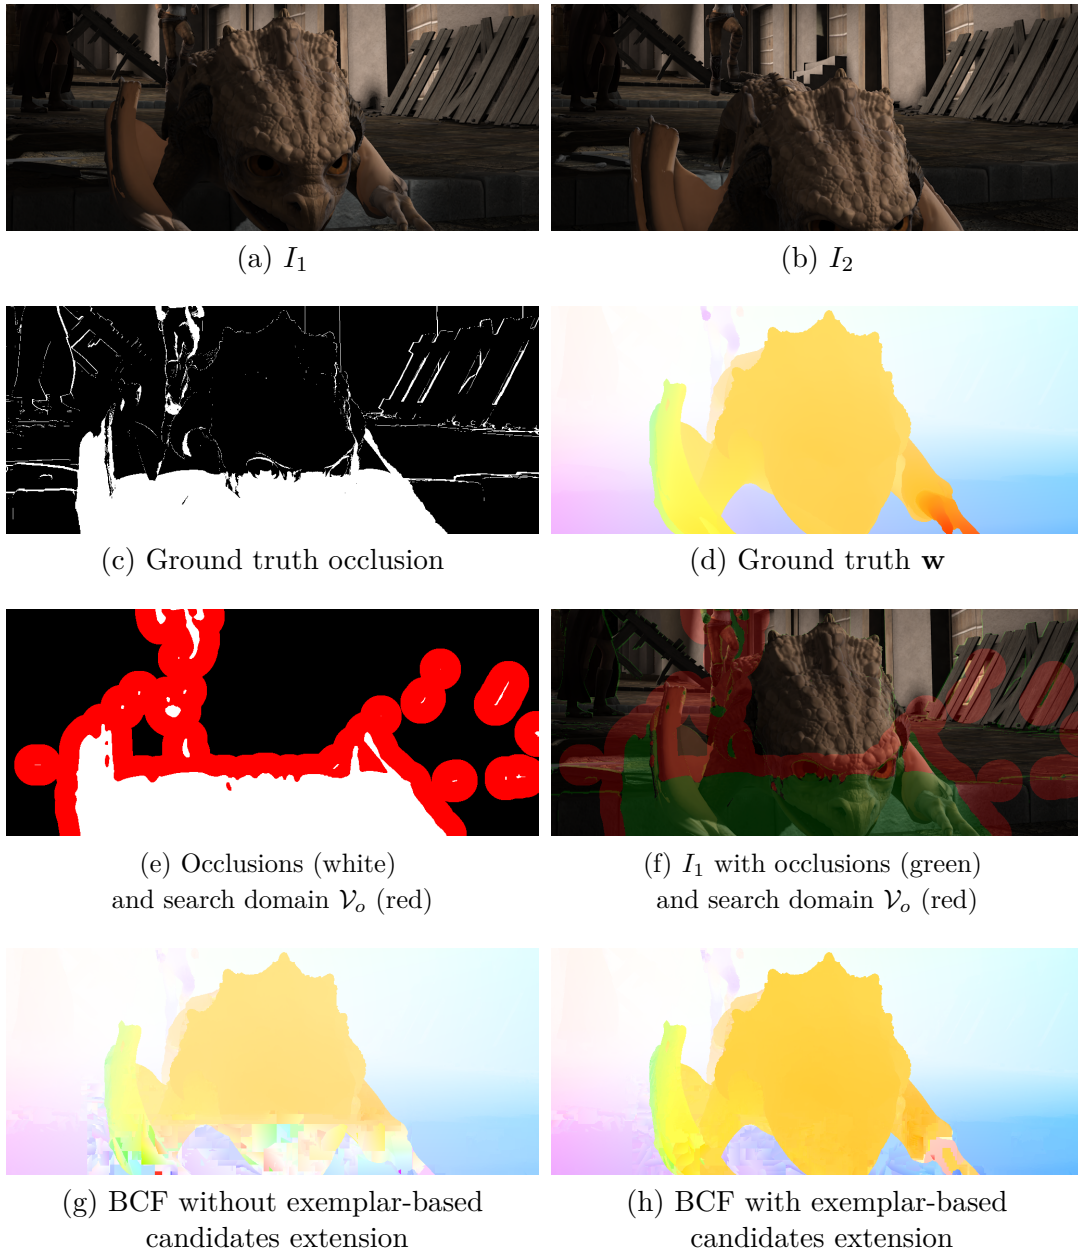 (a) I₁
(b) I₂
(c) Ground truth occlusion
(d) Ground truth w
(e) Occlusions (white)
and search domain 𝒱ₒ (red)
(f) I₁ with occlusions (green)
and search domain 𝒱ₒ (red)
(g) BCF without exemplar-based
candidates extension
(h) BCF with exemplar-based
candidates extension